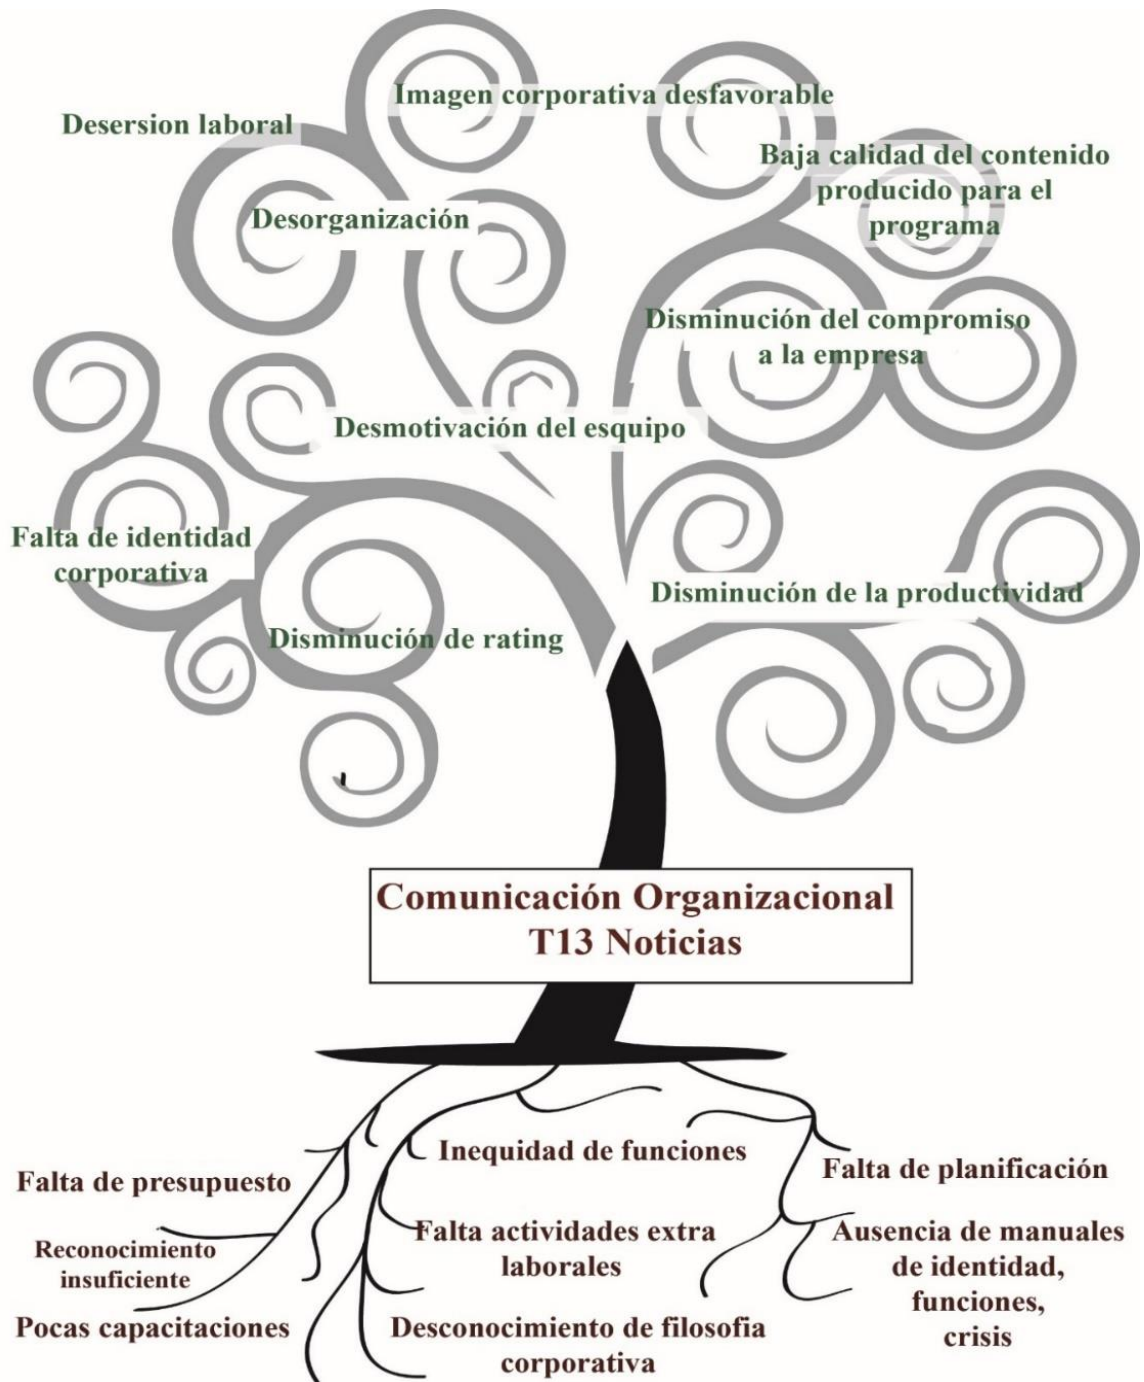 Imagen corporativa desfavorable
Desersion laboral
Baja calidad del contenido
producido para el
programa
Desorganización
Disminución del compromiso
a la empresa
Desmotivación del esquipo
Falta de identidad
corporativa
Disminución de la productividad
Disminución de rating
Comunicación Organizacional
T13 Noticias
Inequidad de funciones
Falta de presupuesto
Falta de planificación
Reconocimiento
insuficiente
Falta actividades extra
laborales
Ausencia de manuales
de identidad,
funciones,
crisis
Pocas capacitaciones
Desconocimiento de filosofia
corporativa